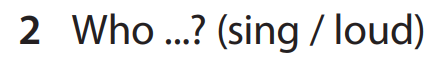 2 Who ...? (sing / loud)